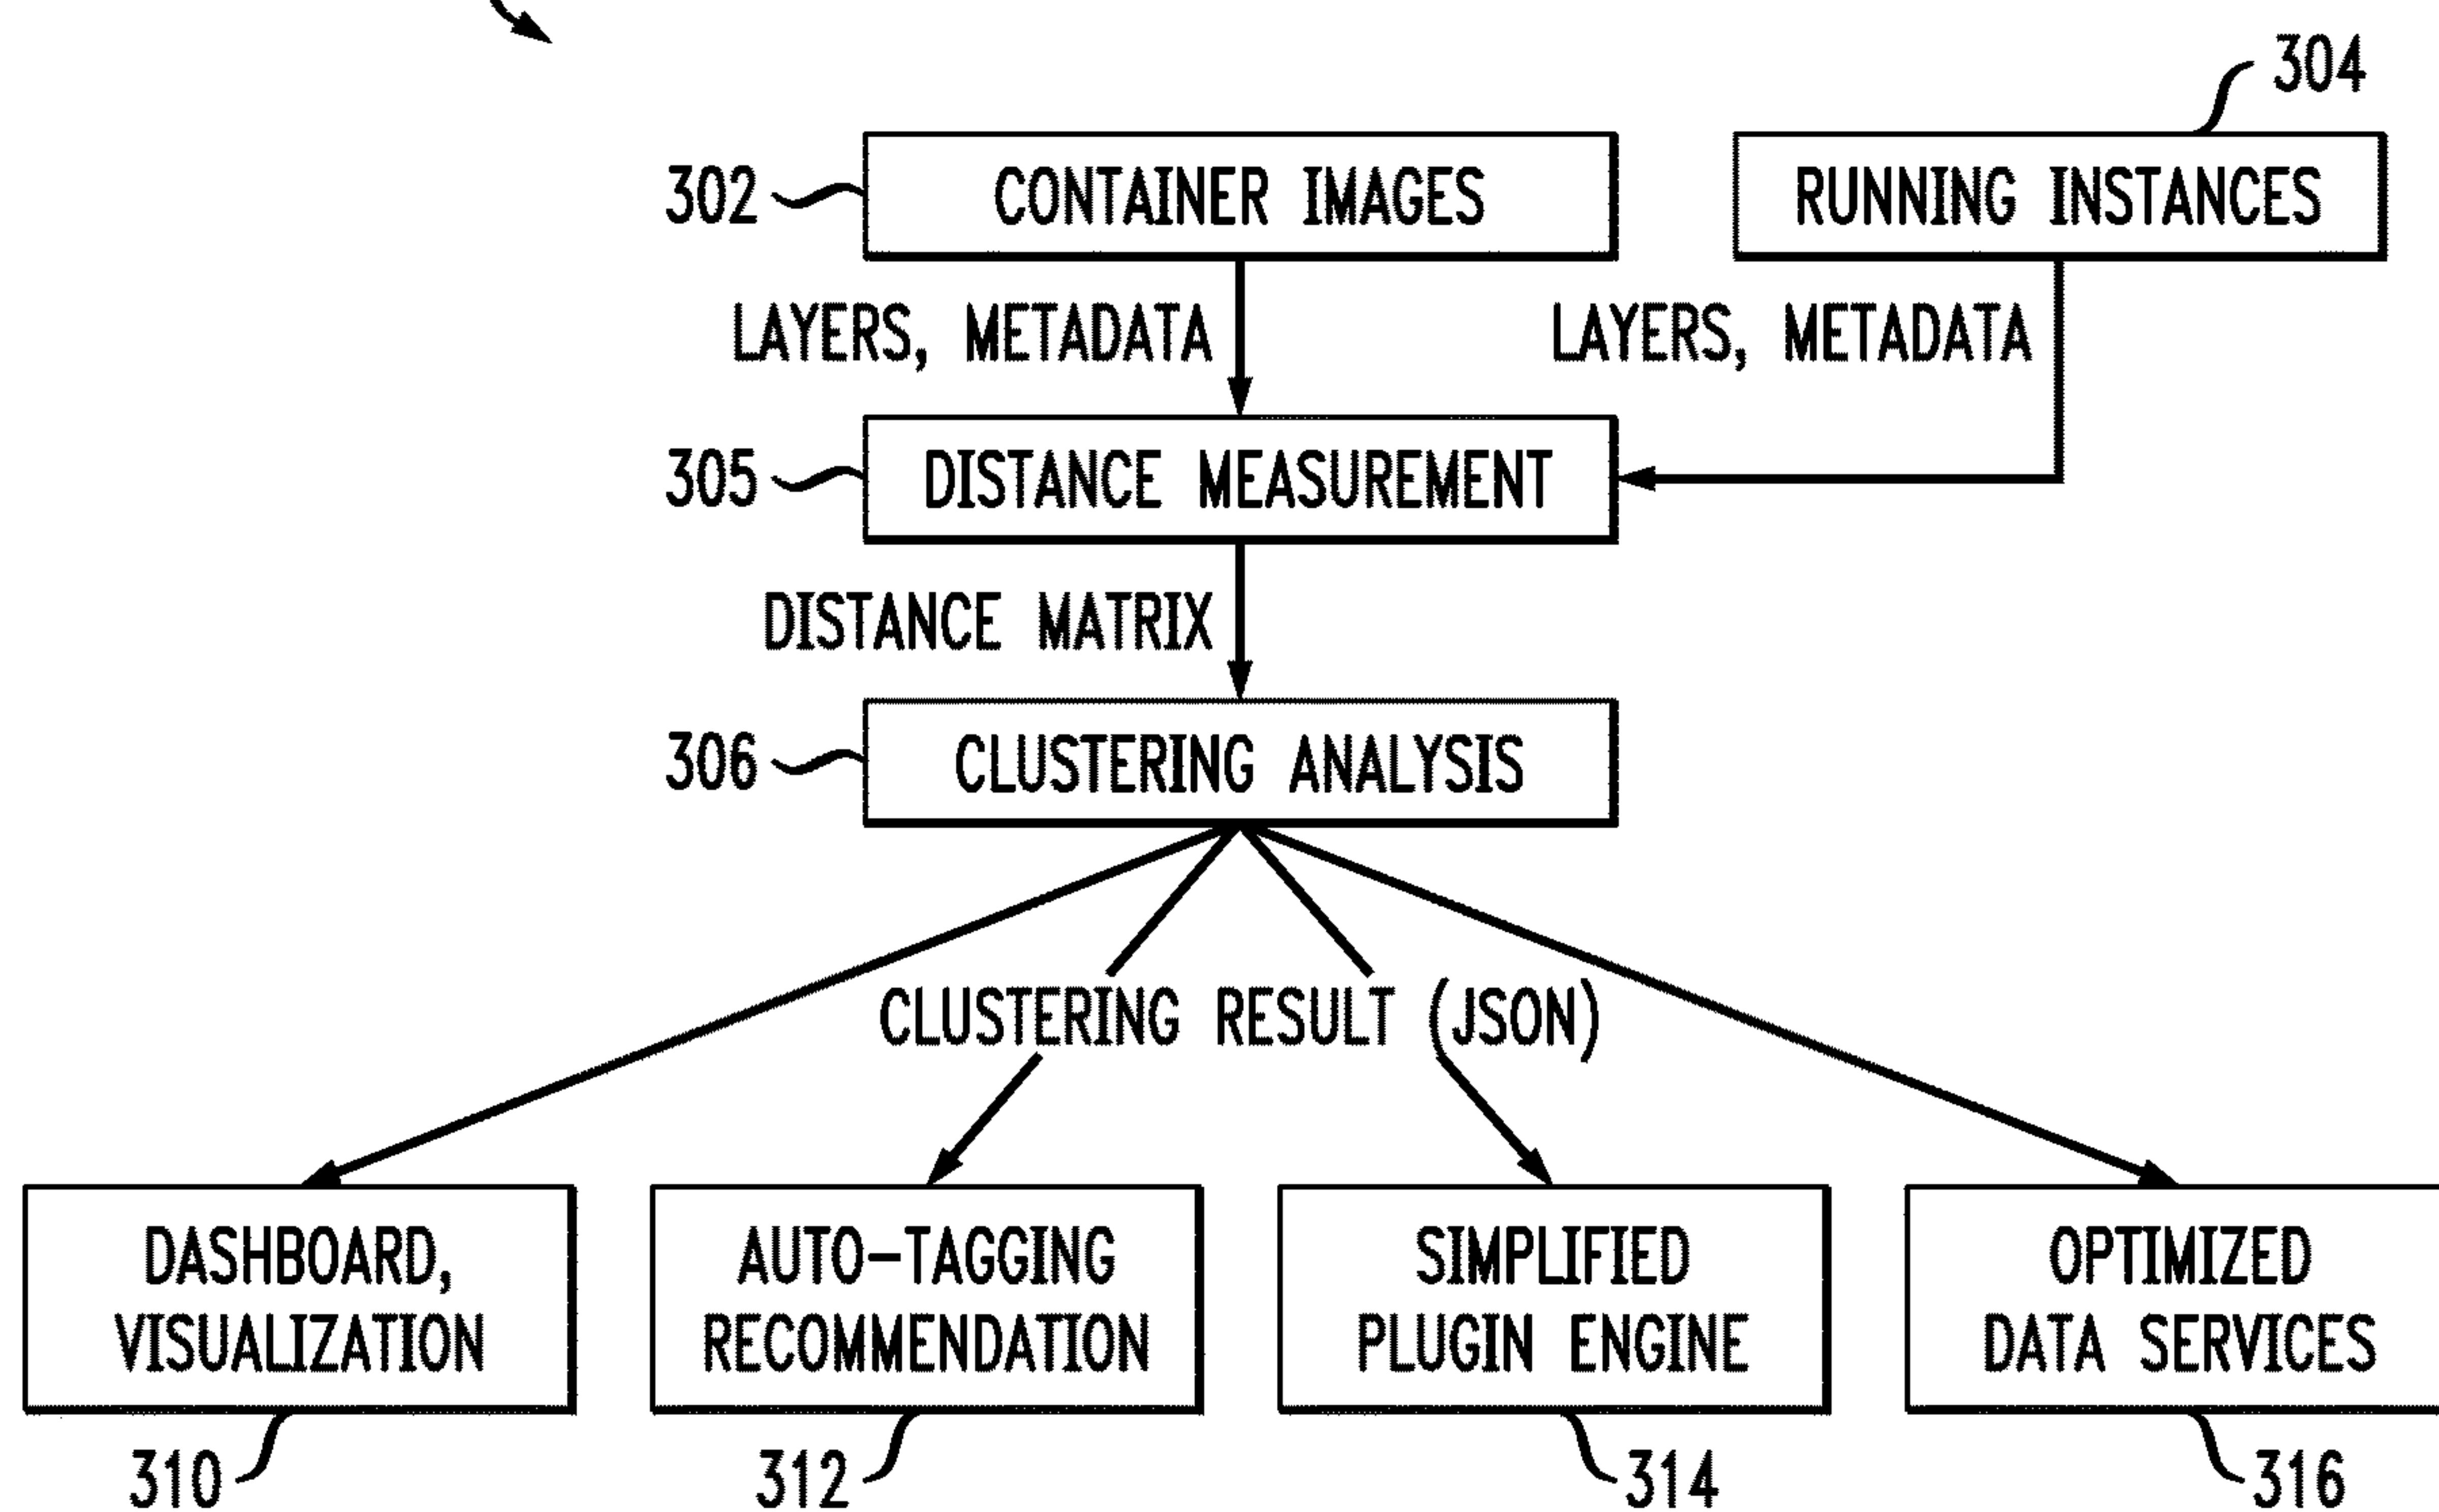 304
302
CONTAINER IMAGES
RUNNING INSTANCES
LAYERS, METADATA
LAYERS, METADATA
305
DISTANCE MEASUREMENT
DISTANCE MATRIX
306
CLUSTERING ANALYSIS
CLUSTERING RESULT (JSON)
DASHBOARD,
VISUALIZATION
AUTO-TAGGING
RECOMMENDATION
SIMPLIFIED
PLUGIN ENGINE
OPTIMIZED
DATA SERVICES
310
312
314
316